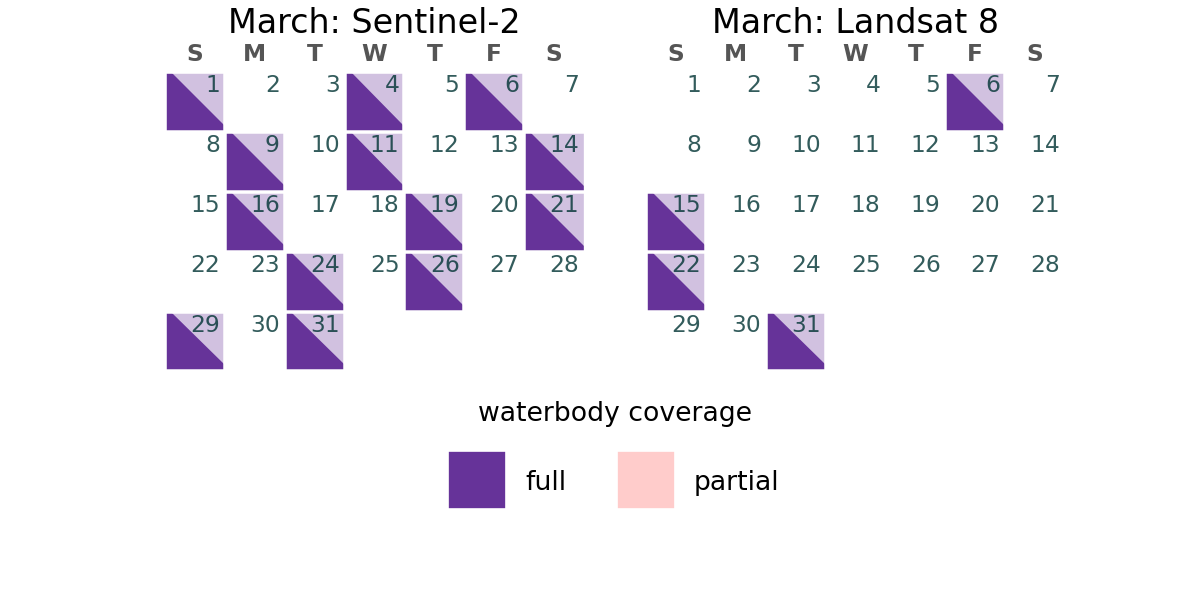 March: Sentinel-2
S M T W T F S
1 2 3 4 5 6 7
8 9 10 11 12 13 14
15 16 17 18 19 20 21
22 23 24 25 26 27 28
29 30 31
March: Landsat 8
S M T W T F S
1 2 3 4 5 6 7
8 9 10 11 12 13 14
15 16 17 18 19 20 21
22 23 24 25 26 27 28
29 30 31
waterbody coverage
full partial